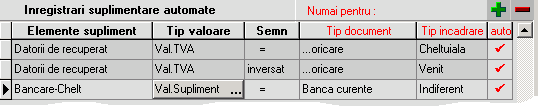 Inregistrari suplimentare automate Numai pentru :
Elemente supliment Tip valoare Semn Tip document Tip incadrare auto
Datorii de recuperat Val.TVA = ...oricare Cheltuiala
Datorii de recuperat Val.TVA inversat ...oricare Venit
Bancare-Chelt Val.Supliment ... = Banca curente Indiferent